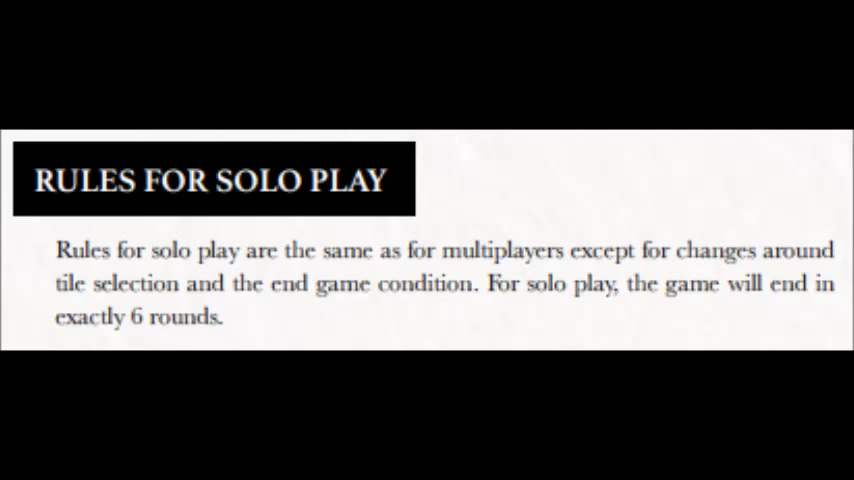 RULES FOR SOLO PLAY
Rules for solo play are the same as for multiplayers except for changes around
tile selection and the end game condition. For solo play, the game will end in
exactly 6 rounds.